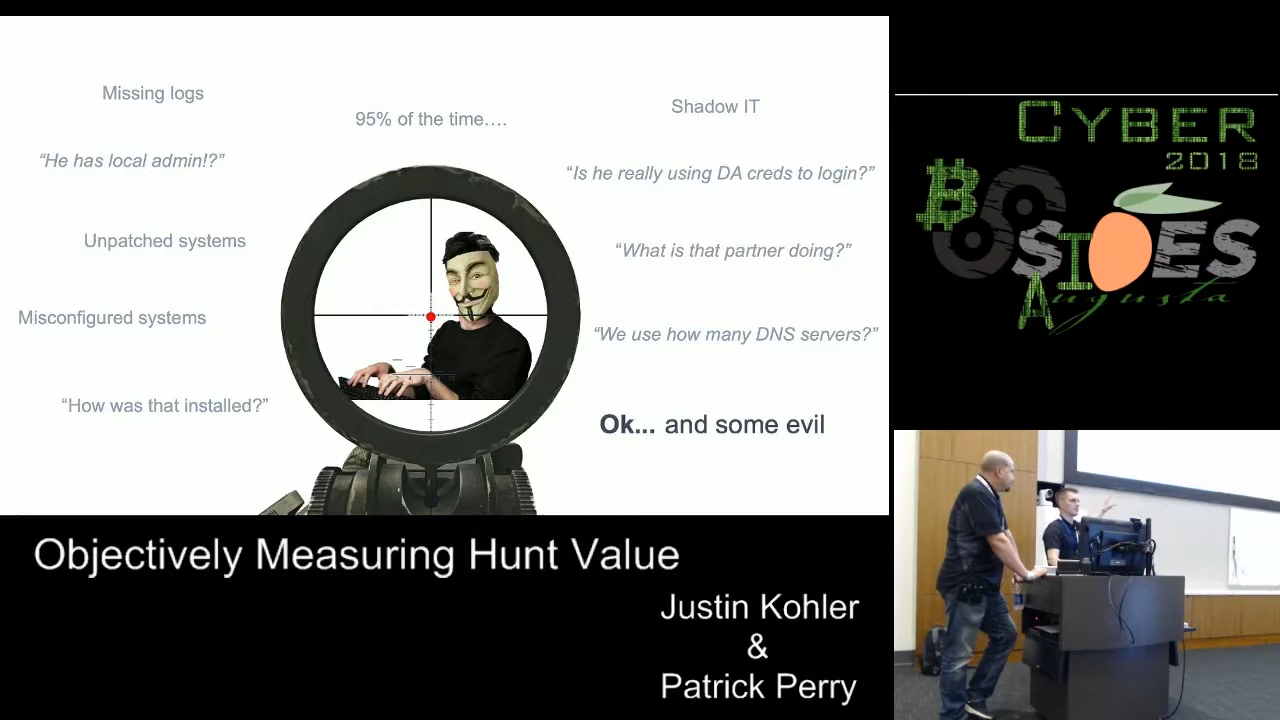 Missing logs
95% of the time….
Shadow IT
“He has local admin!?”
“Is he really using DA creds to login?”
Unpatched systems
“What is that partner doing?”
Misconfigured systems
“We use how many DNS servers?”
“How was that installed?”
Ok... and some evil
CYBER
2018
BSIDES
Augusta
Objectively Measuring Hunt Value
Justin Kohler
&
Patrick Perry